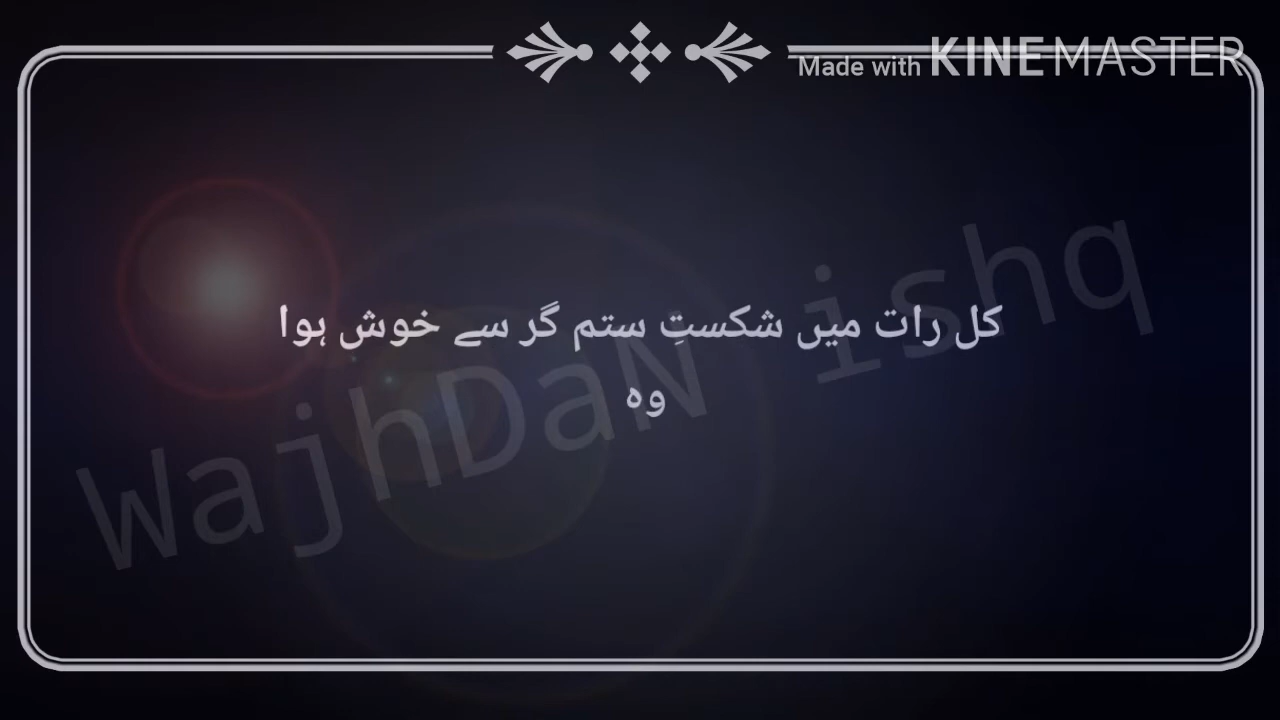 Made with KINEMASTER
کل رات میں شکستِ ستم گر سے خوش ہوا
وہ
WajhDaN ishq